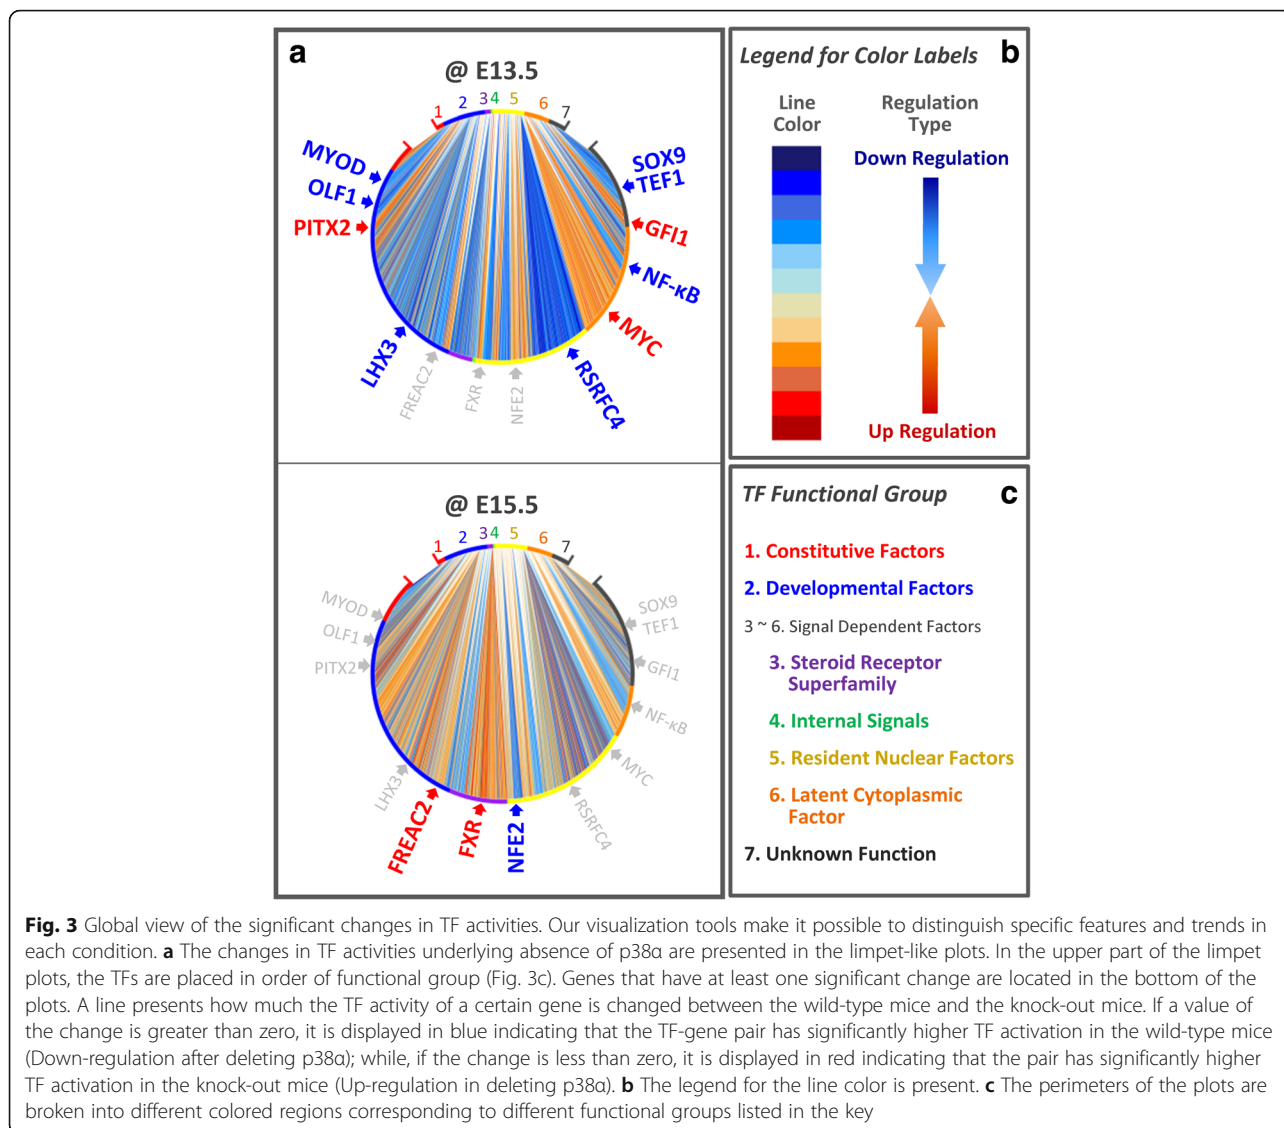 a
@ E13.5
1 2 3 4 5 6 7
MYOD
OLF1
PITX2
LHX3
FREAC2
FXR
NFE2
RSRFC4
MYC
NF-κB
GFI1
TEF1
SOX9
@ E15.5
1 2 3 4 5 6 7
MYOD
OLF1
PITX2
LHX3
FREAC2
FXR
NFE2
RSRFC4
MYC
NF-κB
GFI1
TEF1
SOX9
Legend for Color Labels b
Line
Color
Regulation
Type
Down Regulation
Up Regulation
TF Functional Group c
1. Constitutive Factors
2. Developmental Factors
3 ~ 6. Signal Dependent Factors
3. Steroid Receptor
Superfamily
4. Internal Signals
5. Resident Nuclear Factors
6. Latent Cytoplasmic
Factor
7. Unknown Function
Fig. 3 Global view of the significant changes in TF activities. Our visualization tools make it possible to distinguish specific features and trends in
each condition. a The changes in TF activities underlying absence of p38α are presented in the limpet-like plots. In the upper part of the limpet
plots, the TFs are placed in order of functional group (Fig. 3c). Genes that have at least one significant change are located in the bottom of the
plots. A line presents how much the TF activity of a certain gene is changed between the wild-type mice and the knock-out mice. If a value of
the change is greater than zero, it is displayed in blue indicating that the TF-gene pair has significantly higher TF activation in the wild-type mice
(Down-regulation after deleting p38α); while, if the change is less than zero, it is displayed in red indicating that the pair has significantly higher
TF activation in the knock-out mice (Up-regulation in deleting p38α). b The legend for the line color is present. c The perimeters of the plots are
broken into different colored regions corresponding to different functional groups listed in the key